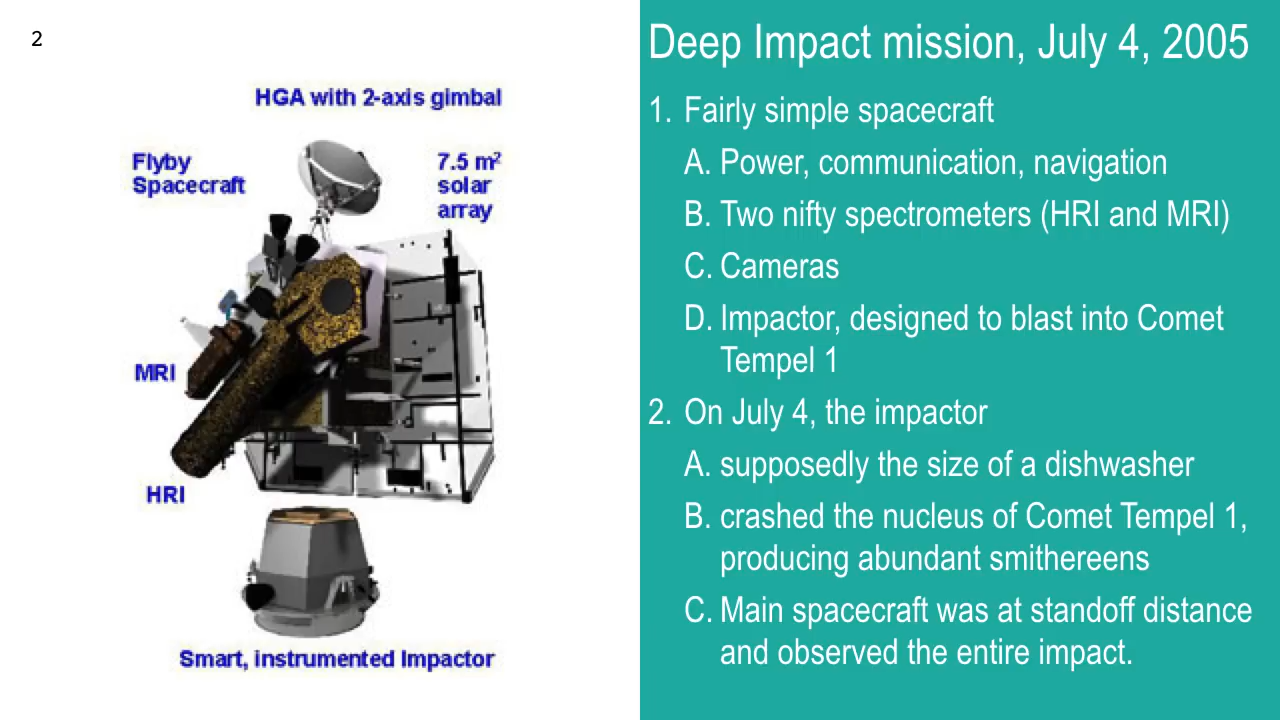 2
HGA with 2-axis gimbal
Flyby
Spacecraft
7.5 m²
solar
array
MRI
HRI
Smart, instrumented Impactor
Deep Impact mission, July 4, 2005
1. Fairly simple spacecraft
A. Power, communication, navigation
B. Two nifty spectrometers (HRI and MRI)
C. Cameras
D. Impactor, designed to blast into Comet
Tempel 1
2. On July 4, the impactor
A. supposedly the size of a dishwasher
B. crashed the nucleus of Comet Tempel 1,
producing abundant smithereens
C. Main spacecraft was at standoff distance
and observed the entire impact.